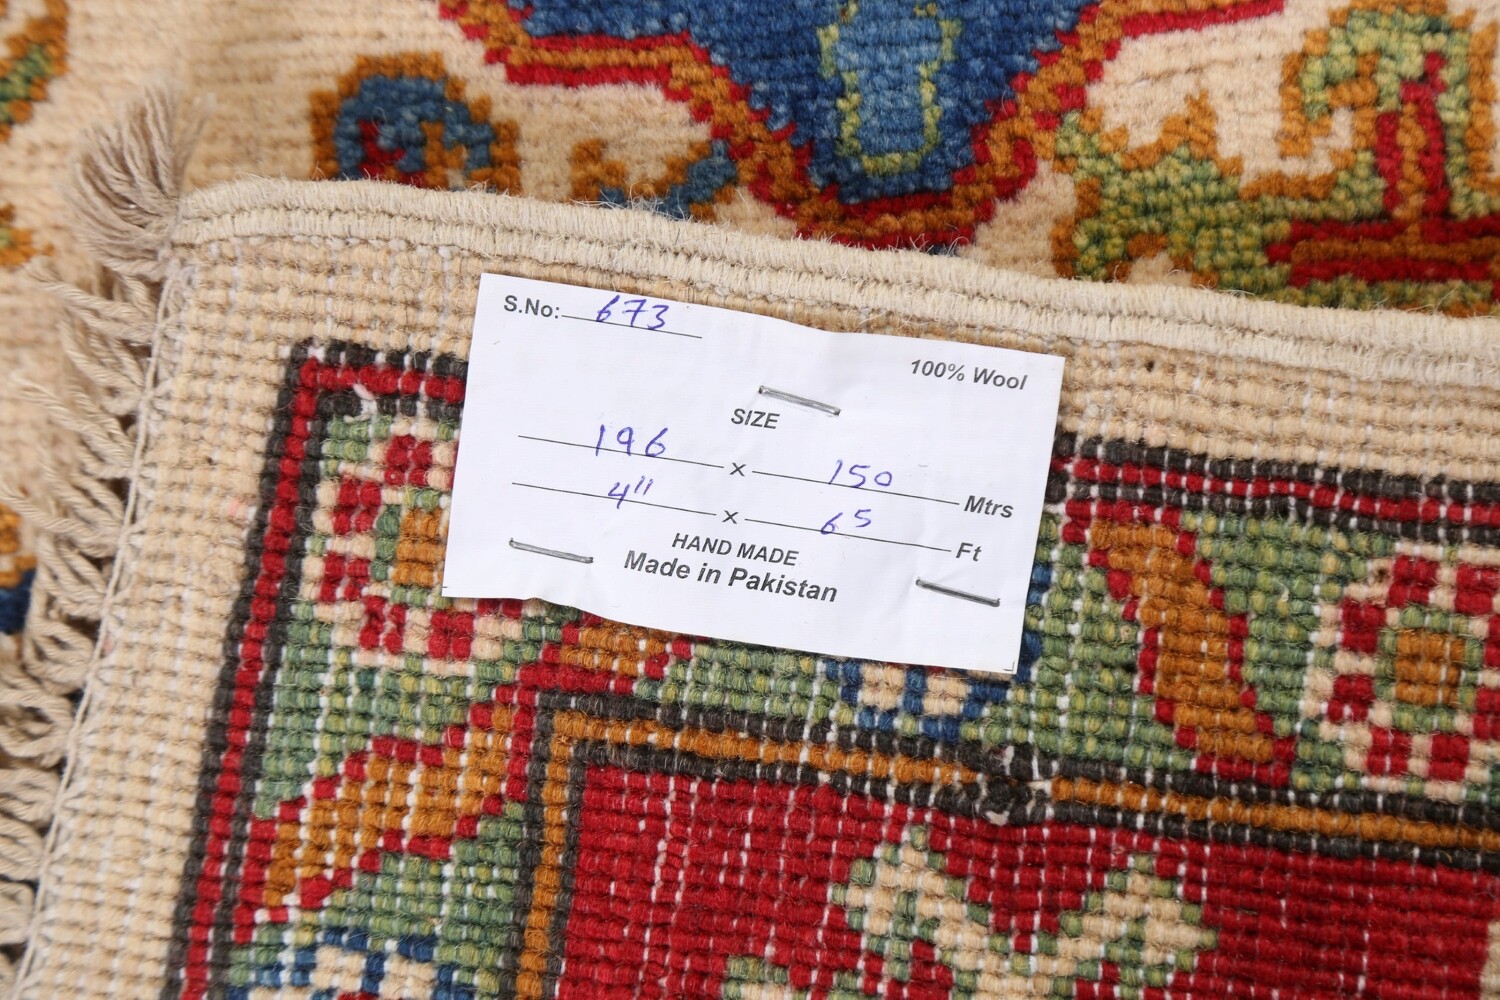 S.No: 673
100% Wool
SIZE
196 x 150 Mtrs
4" x 65 Ft
HAND MADE
Made in Pakistan